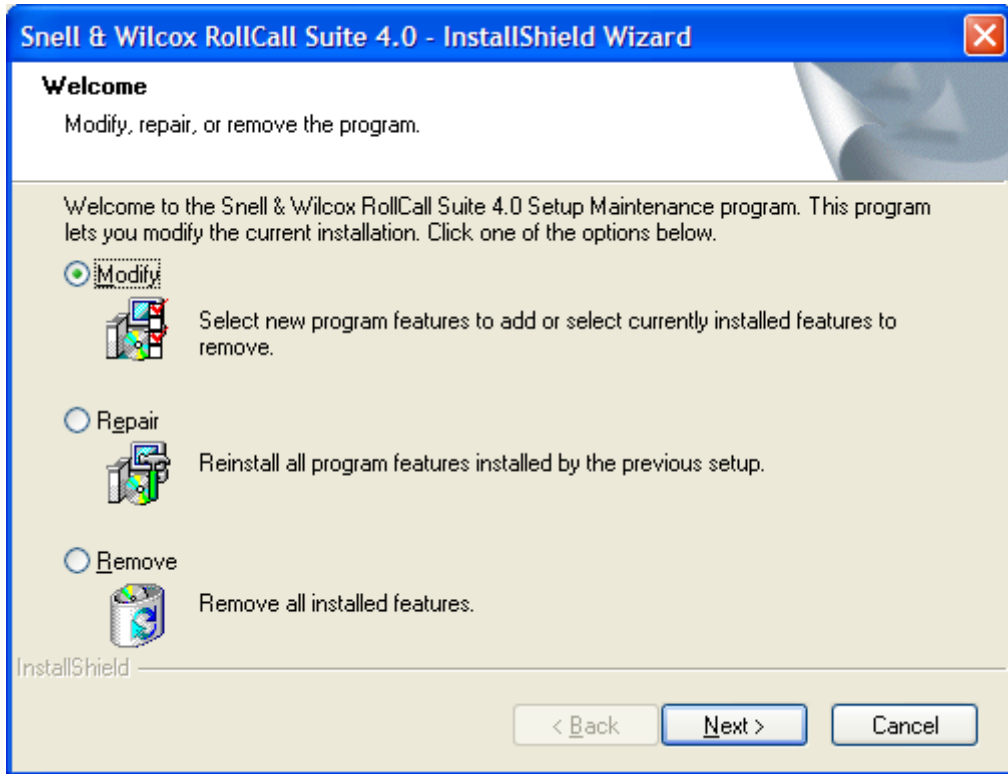 Snell & Wilcox RollCall Suite 4.0 - InstallShield Wizard
Welcome
Modify, repair, or remove the program.
Welcome to the Snell & Wilcox RollCall Suite 4.0 Setup Maintenance program. This program
lets you modify the current installation. Click one of the options below.
Modify
Select new program features to add or select currently installed features to
remove.
Repair
Reinstall all program features installed by the previous setup.
Remove
Remove all installed features.
InstallShield
< Back
Next >
Cancel